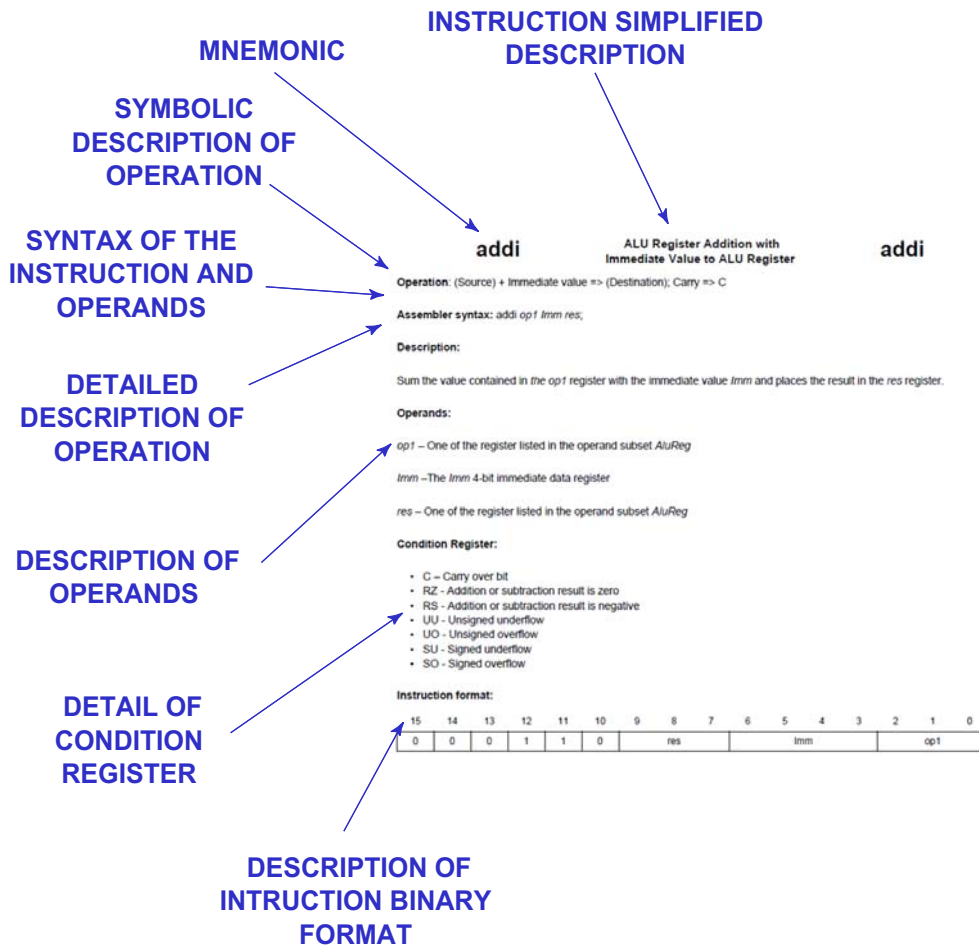 INSTRUCTION SIMPLIFIED
DESCRIPTION
MNEMONIC
SYMBOLIC
DESCRIPTION OF
OPERATION
SYNTAX OF THE
INSTRUCTION AND
OPERANDS
DETAILED
DESCRIPTION OF
OPERATION
DESCRIPTION OF
OPERANDS
DETAIL OF
CONDITION
REGISTER
DESCRIPTION OF
INTRUCTION BINARY
FORMAT
addi
ALU Register Addition with
Immediate Value to ALU Register
addi
Operation: (Source) + Immediate value => (Destination); Carry => C
Assembler syntax: addi op1 Imm res;
Description:
Sum the value contained in the op1 register with the immediate value Imm and places the result in the res register.
Operands:
op1 – One of the register listed in the operand subset AluReg
Imm –The Imm 4-bit immediate data register
res – One of the register listed in the operand subset AluReg
Condition Register:
• C – Carry over bit
• RZ - Addition or subtraction result is zero
• RS - Addition or subtraction result is negative
• UU - Unsigned underflow
• UO - Unsigned overflow
• SU - Signed underflow
• SO - Signed overflow
Instruction format:
15 14 13 12 11 10 9 8 7 6 5 4 3 2 1 0
0 0 0 1 1 0 res Imm op1